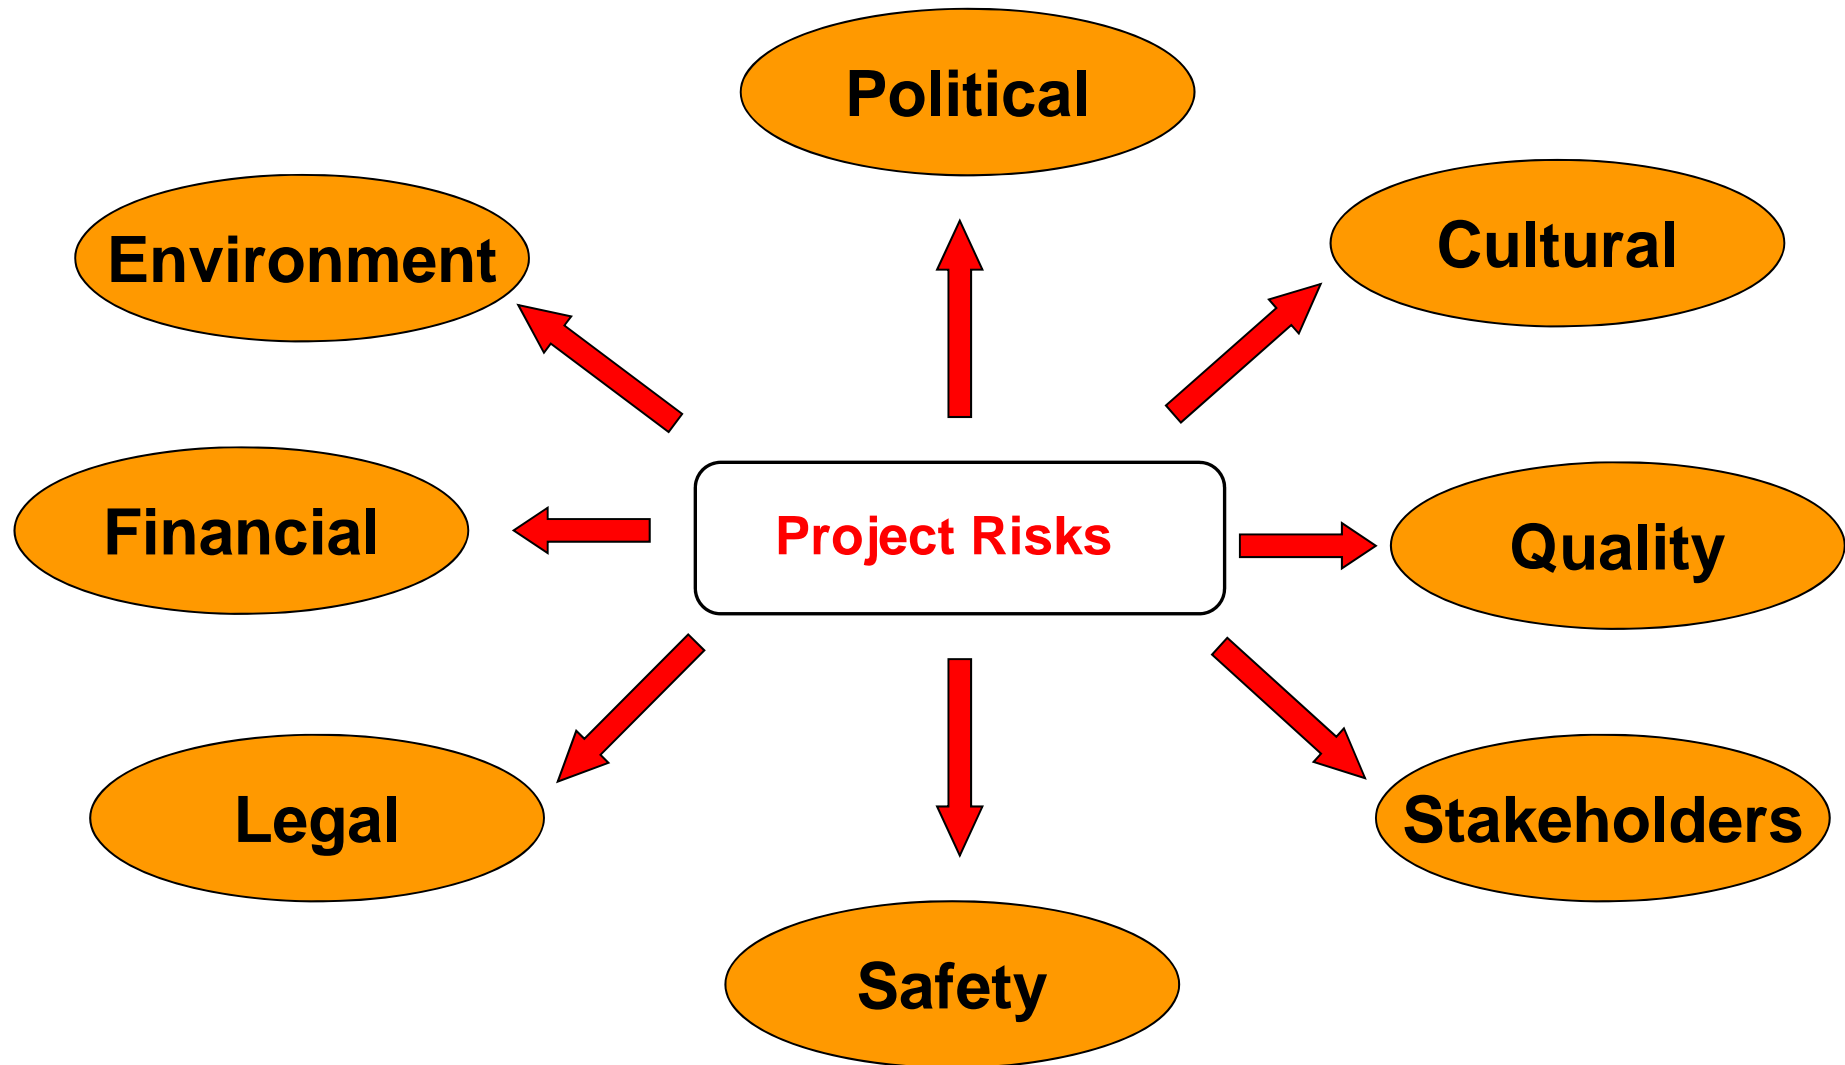 Political
Environment
Cultural
Financial
Project Risks
Quality
Legal
Stakeholders
Safety